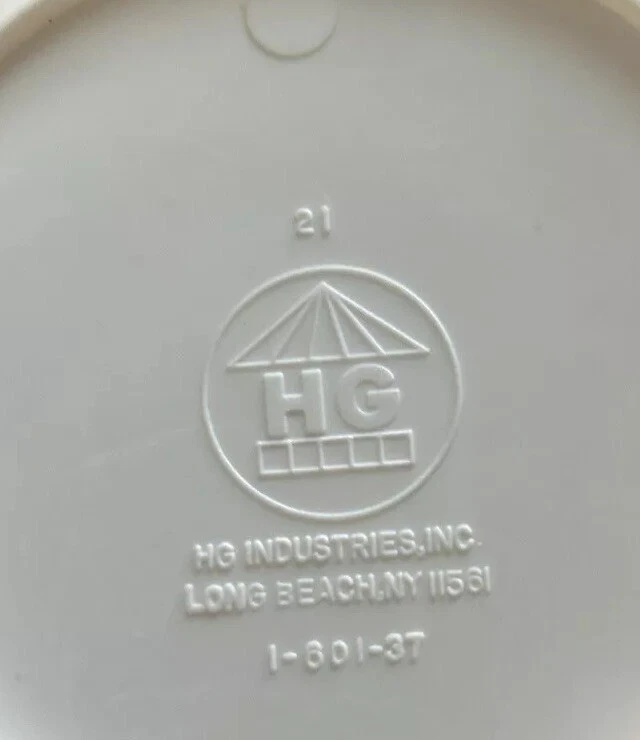 21
HG
HG INDUSTRIES,INC.
LONG BEACH,NY 11561
1-601-37